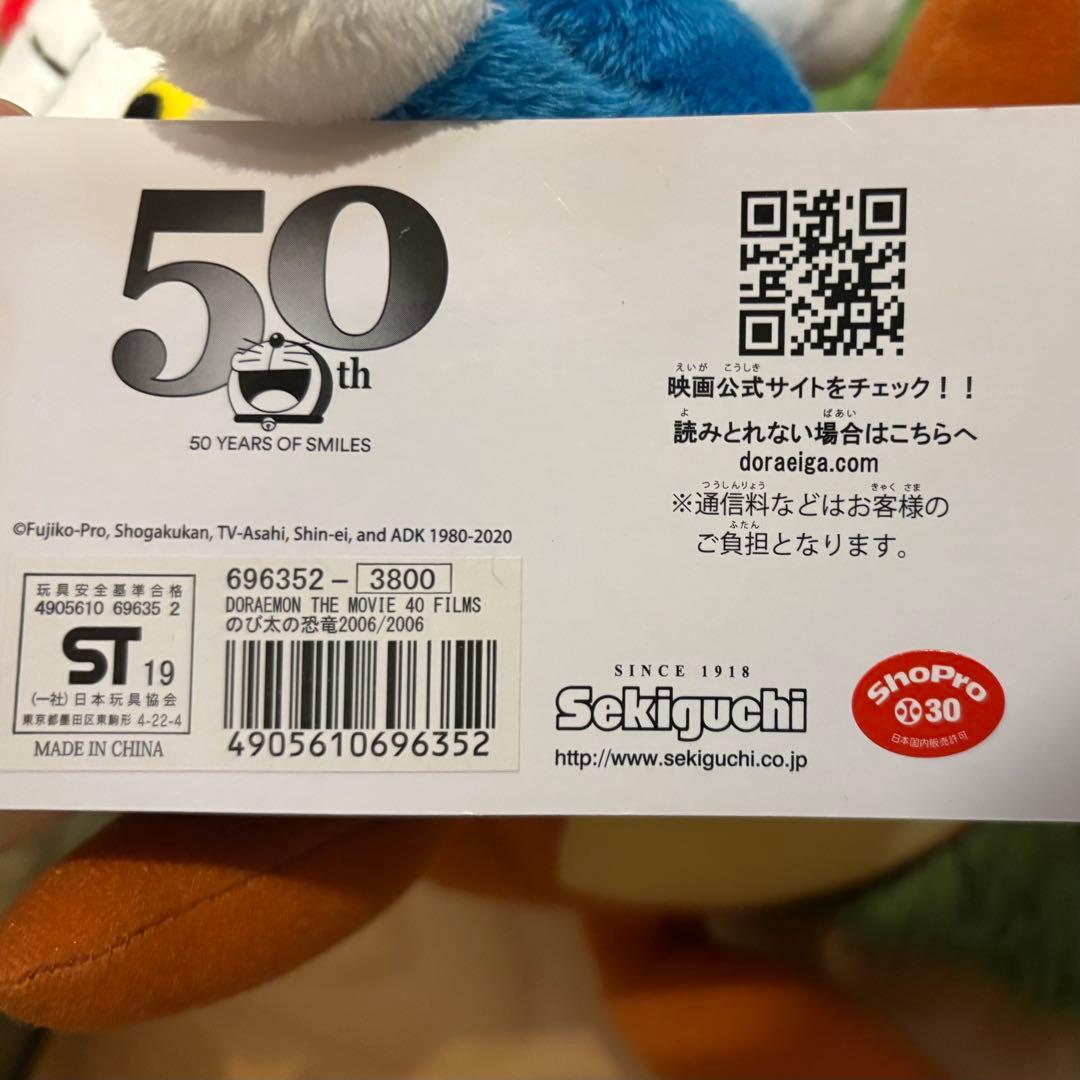 50th
50 YEARS OF SMILES
©Fujiko-Pro, Shogakukan, TV-Asahi, Shin-ei, and ADK 1980-2020
えいが こうしき
映画公式サイトをチェック！！
よ ばあい
読みとれない場合はこちらへ
doraeiga.com
つうしんりょう きゃく さま
※通信料などはお客様の
ふたん
ご負担となります。
玩具安全基準合格
4905610 69635 2
ST 19
(一社)日本玩具協会
東京都墨田区東駒形 4-22-4
MADE IN CHINA
696352- 3800
DORAEMON THE MOVIE 40 FILMS
のび太の恐竜2006/2006
4905610696352
SINCE 1918
Sekiguchi
http://www.sekiguchi.co.jp
ShoPro
30
日本国内販売許可